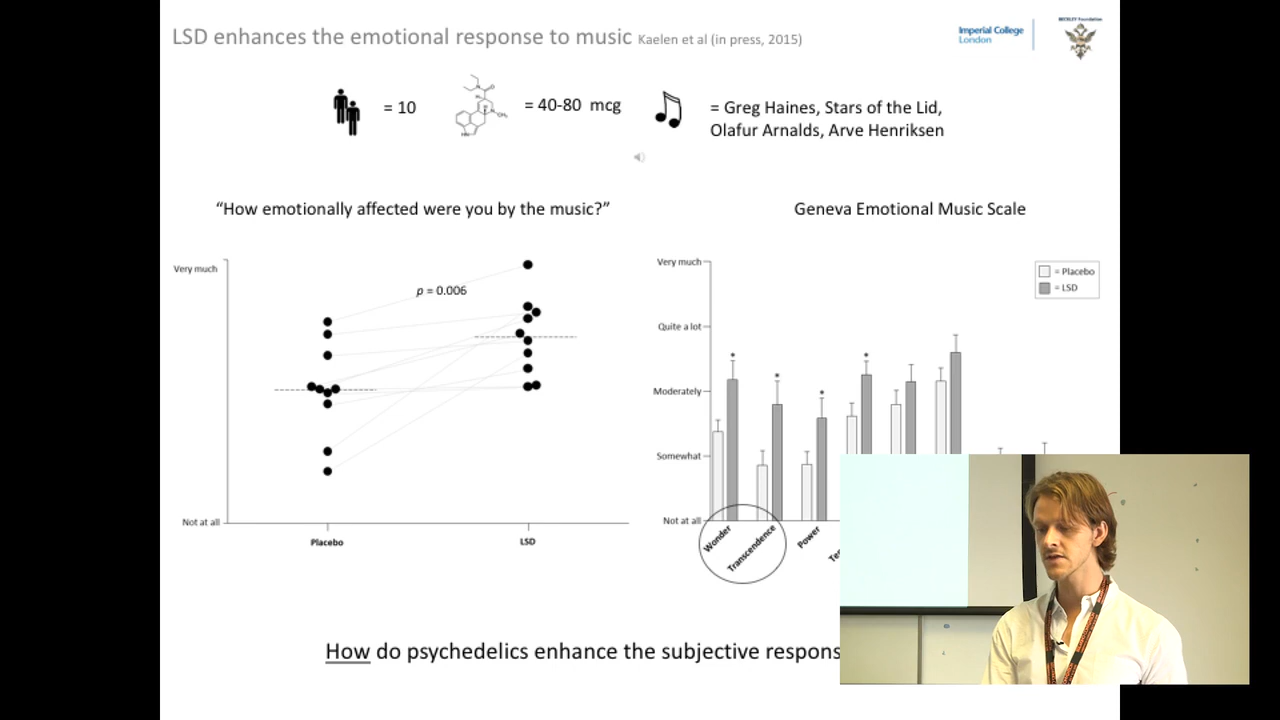 LSD enhances the emotional response to music Kaelen et al (in press, 2015)
Imperial College
London
BECKLEY Foundation
= 10
= 40-80 mcg
= Greg Haines, Stars of the Lid,
Olafur Arnalds, Arve Henriksen
“How emotionally affected were you by the music?”
Very much
p = 0.006
Not at all
Placebo
LSD
Geneva Emotional Music Scale
Very much
Quite a lot
Moderately
Somewhat
Not at all
= Placebo
= LSD
* * * *
Wonder
Transcendence
Power
How do psychedelics enhance the subjective